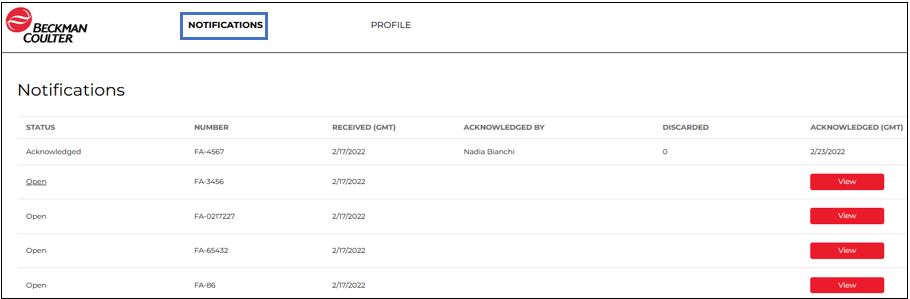 BECKMAN
COULTER
NOTIFICATIONS PROFILE
Notifications
STATUS NUMBER RECEIVED (GMT) ACKNOWLEDGED BY DISCARDED ACKNOWLEDGED (GMT)
Acknowledged FA-4567 2/17/2022 Nadia Bianchi 0 2/23/2022
Open FA-3456 2/17/2022 View
Open FA-0217227 2/17/2022 View
Open FA-65432 2/17/2022 View
Open FA-86 2/17/2022 View